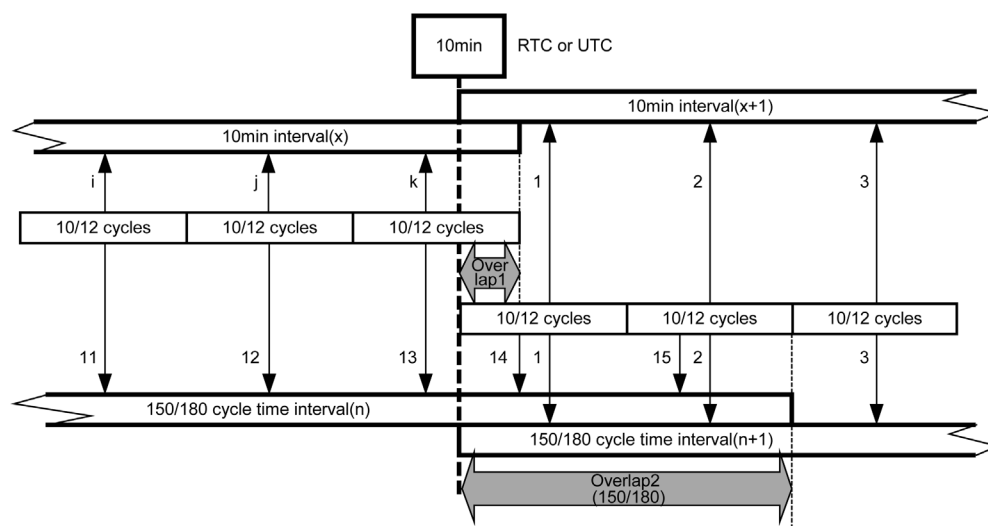 10min RTC or UTC
10min interval(x+1)
10min interval(x)
i j k 1 2 3
10/12 cycles 10/12 cycles 10/12 cycles
Over
lap1
10/12 cycles 10/12 cycles 10/12 cycles
11 12 13 14 1 15 2 3
150/180 cycle time interval(n)
150/180 cycle time interval(n+1)
Overlap2
(150/180)